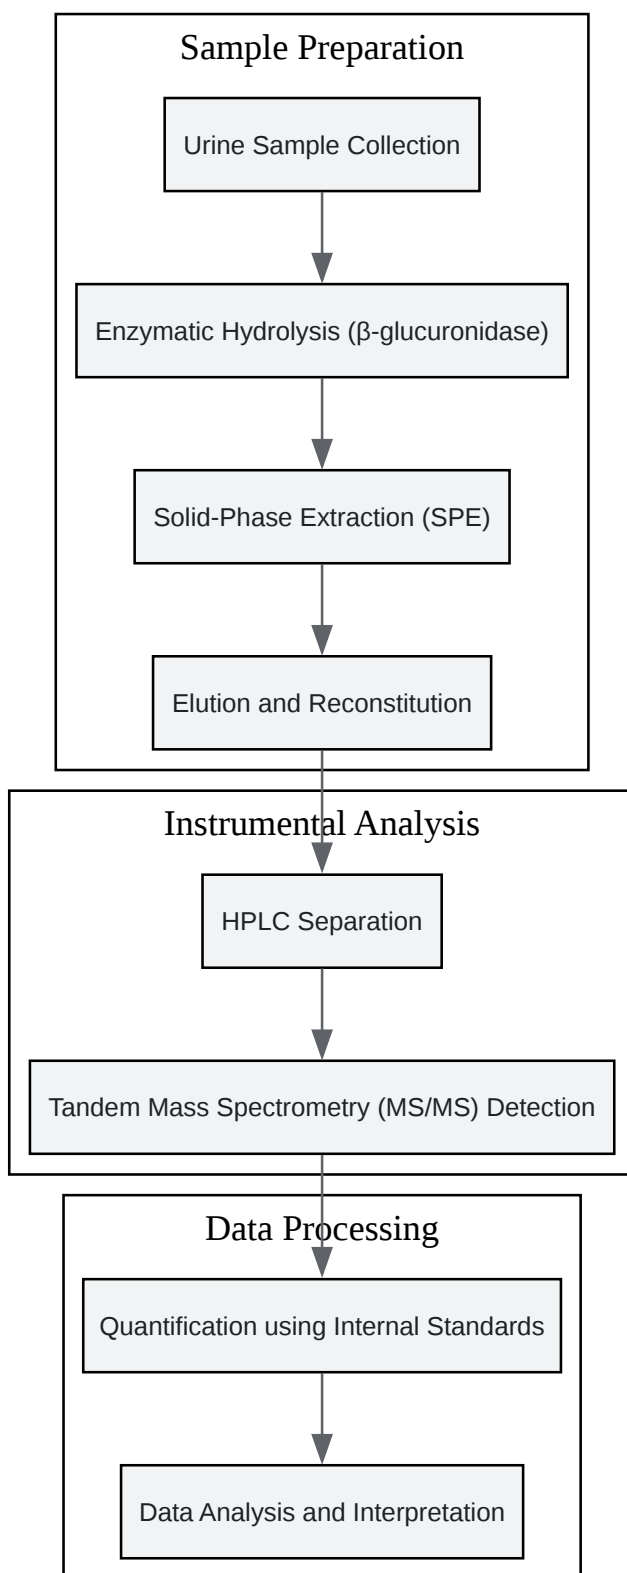 Sample Preparation
Urine Sample Collection
Enzymatic Hydrolysis (β-glucuronidase)
Solid-Phase Extraction (SPE)
Elution and Reconstitution
Instrumental Analysis
HPLC Separation
Tandem Mass Spectrometry (MS/MS) Detection
Data Processing
Quantification using Internal Standards
Data Analysis and Interpretation